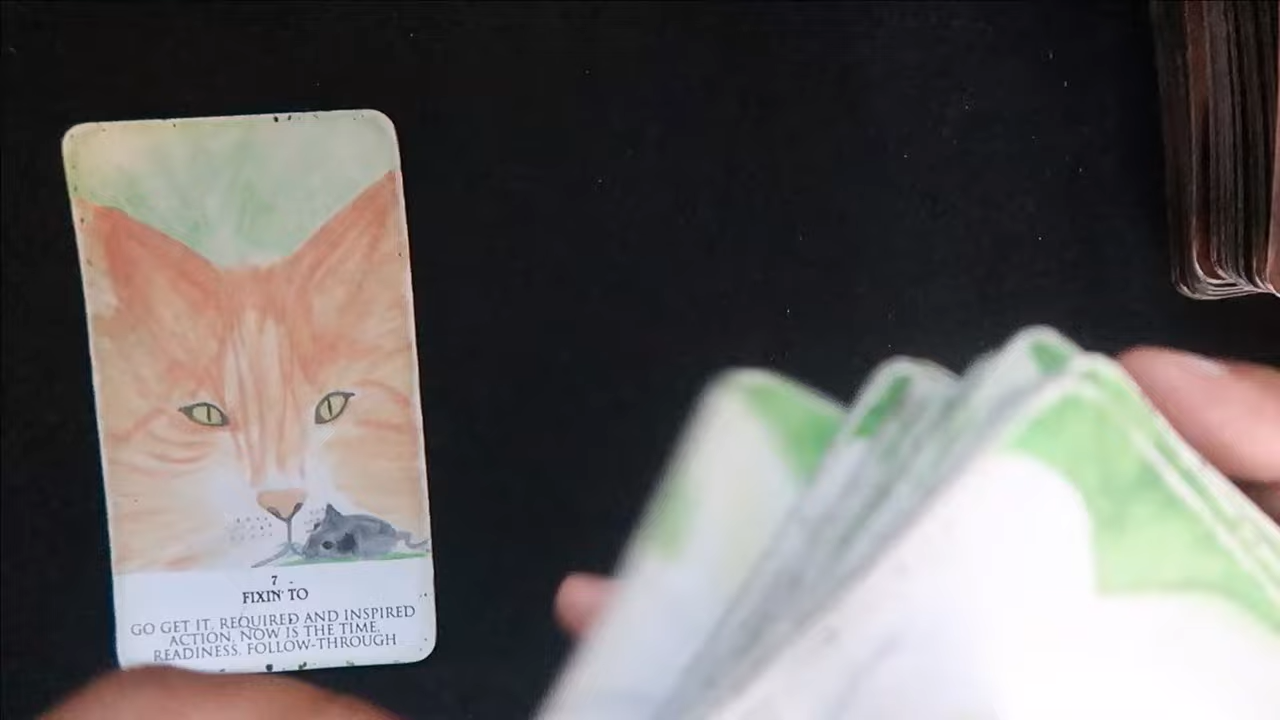 7
FIXIN' TO
GO GET IT, REQUIRED AND INSPIRED
ACTION, NOW IS THE TIME,
READINESS, FOLLOW-THROUGH